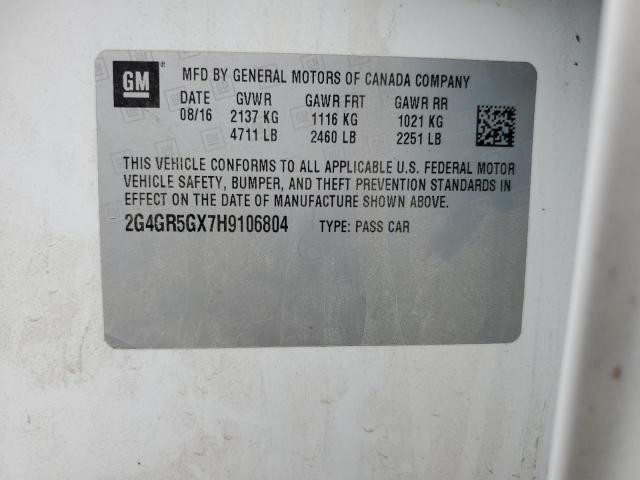 GM
MFD BY GENERAL MOTORS OF CANADA COMPANY
DATE GVWR GAWR FRT GAWR RR
08/16 2137 KG 1116 KG 1021 KG
4711 LB 2460 LB 2251 LB
THIS VEHICLE CONFORMS TO ALL APPLICABLE U.S. FEDERAL MOTOR
VEHICLE SAFETY, BUMPER, AND THEFT PREVENTION STANDARDS IN
EFFECT ON THE DATE OF MANUFACTURE SHOWN ABOVE.
2G4GR5GX7H9106804 TYPE: PASS CAR